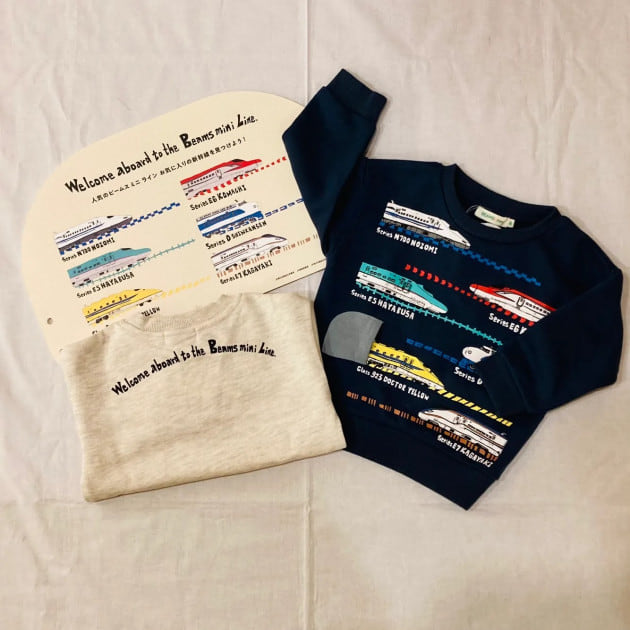 Welcome aboard to the Beams mini Line.
人気のビームスミニライン お気に入りの新幹線を見つけよう！
Series E6 KOMACHI
Series N700 NOZOMI
Series E5 HAYABUSA
Series E7 KAGAYAKI
Welcome aboard to the Beams mini Line.
Series N700 NOZOMI
Series E5 HAYABUSA
Series E6
Series
Class 923 DOCTOR YELLOW
Series E7 KAGAYAKI